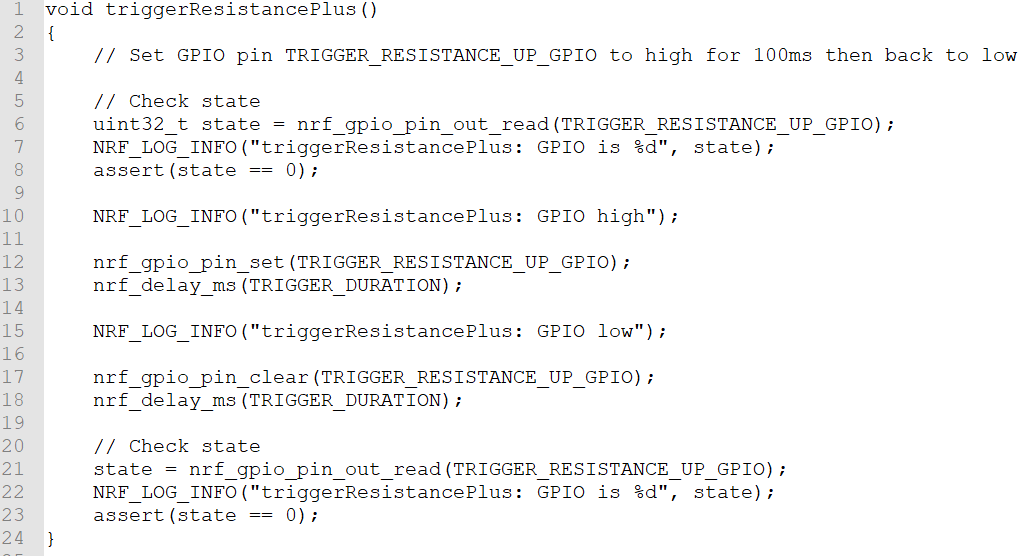 1 void triggerResistancePlus()
2 {
3 // Set GPIO pin TRIGGER_RESISTANCE_UP_GPIO to high for 100ms then back to low
4
5 // Check state
6 uint32_t state = nrf_gpio_pin_out_read(TRIGGER_RESISTANCE_UP_GPIO);
7 NRF_LOG_INFO("triggerResistancePlus: GPIO is %d", state);
8 assert(state == 0);
9
10 NRF_LOG_INFO("triggerResistancePlus: GPIO high");
11
12 nrf_gpio_pin_set(TRIGGER_RESISTANCE_UP_GPIO);
13 nrf_delay_ms(TRIGGER_DURATION);
14
15 NRF_LOG_INFO("triggerResistancePlus: GPIO low");
16
17 nrf_gpio_pin_clear(TRIGGER_RESISTANCE_UP_GPIO);
18 nrf_delay_ms(TRIGGER_DURATION);
19
20 // Check state
21 state = nrf_gpio_pin_out_read(TRIGGER_RESISTANCE_UP_GPIO);
22 NRF_LOG_INFO("triggerResistancePlus: GPIO is %d", state);
23 assert(state == 0);
24 }